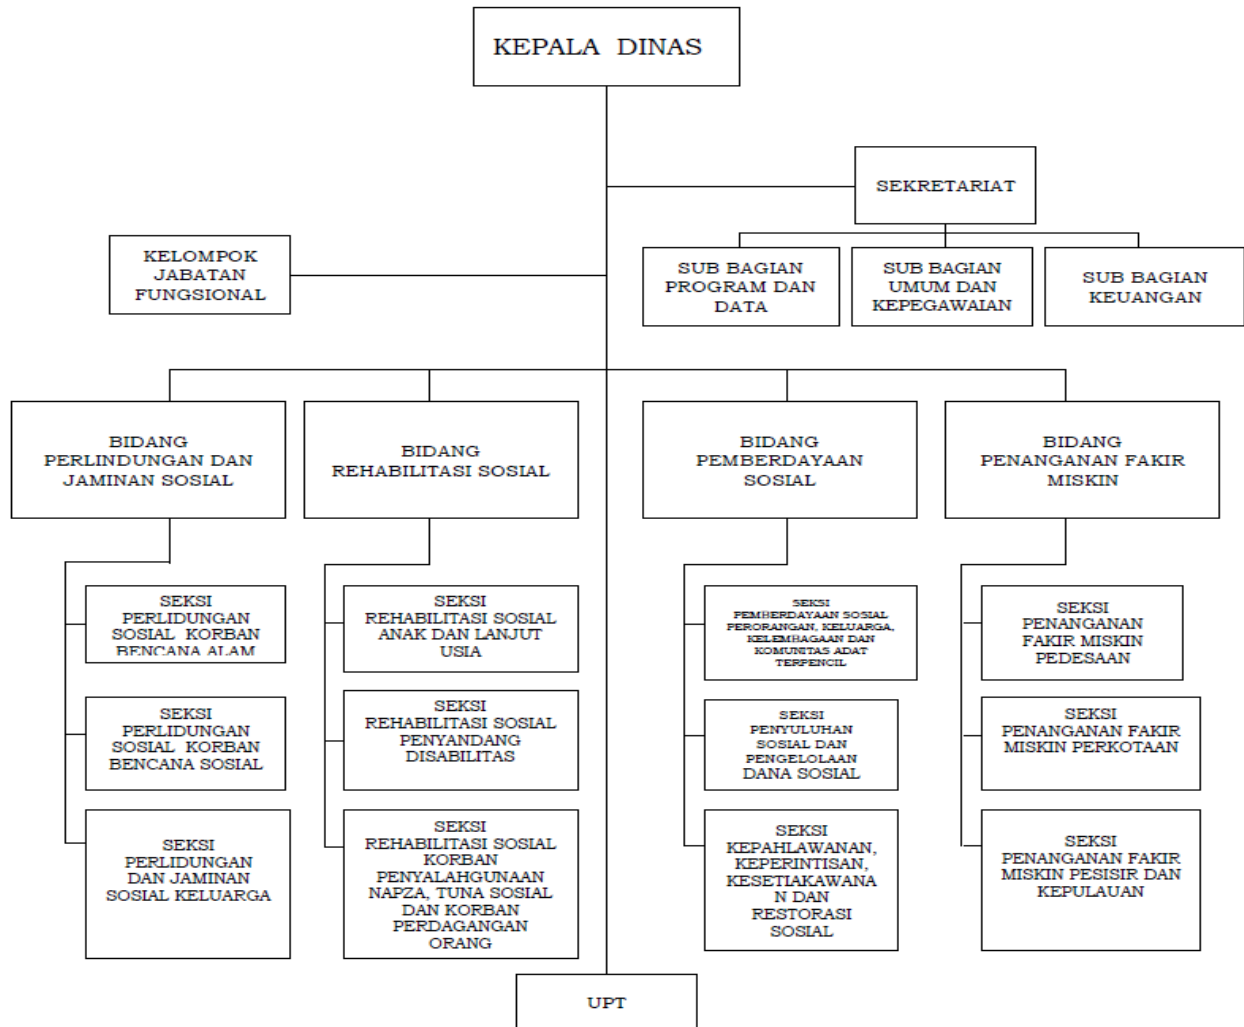 KEPALA DINAS
SEKRETARIAT
KELOMPOK
JABATAN
FUNGSIONAL
SUB BAGIAN
PROGRAM DAN
DATA
SUB BAGIAN
UMUM DAN
KEPEGAWAIAN
SUB BAGIAN
KEUANGAN
BIDANG
PERLINDUNGAN DAN
JAMINAN SOSIAL
BIDANG
REHABILITASI SOSIAL
BIDANG
PEMBERDAYAAN
SOSIAL
BIDANG
PENANGANAN FAKIR
MISKIN
SEKSI
PERLIDUNGAN
SOSIAL KORBAN
BENCANA ALAM
SEKSI
REHABILITASI SOSIAL
ANAK DAN LANJUT
USIA
SEKSI
PEMBERDAYAAN SOSIAL
PERORANGAN, KELUARGA,
KELEMBAGAAN DAN
KOMUNITAS ADAT
TERPENCIL
SEKSI
PENANGANAN
FAKIR MISKIN
PEDESAAN
SEKSI
PERLIDUNGAN
SOSIAL KORBAN
BENCANA SOSIAL
SEKSI
REHABILITASI SOSIAL
PENYANDANG
DISABILITAS
SEKSI
PENYULUHAN
SOSIAL DAN
PENGELOLAAN
DANA SOSIAL
SEKSI
PENANGANAN FAKIR
MISKIN PERKOTAAN
SEKSI
PERLIDUNGAN
DAN JAMINAN
SOSIAL KELUARGA
SEKSI
REHABILITASI SOSIAL
KORBAN
PENYALAHGUNAAN
NAPZA, TUNA SOSIAL
DAN KORBAN
PERDAGANGAN
ORANG
SEKSI
KEPAHLAWANAN,
KEPERINTISAN,
KESETIAKAWANA
N DAN
RESTORASI
SOSIAL
SEKSI
PENANGANAN FAKIR
MISKIN PESISIR DAN
KEPULAUAN
UPT